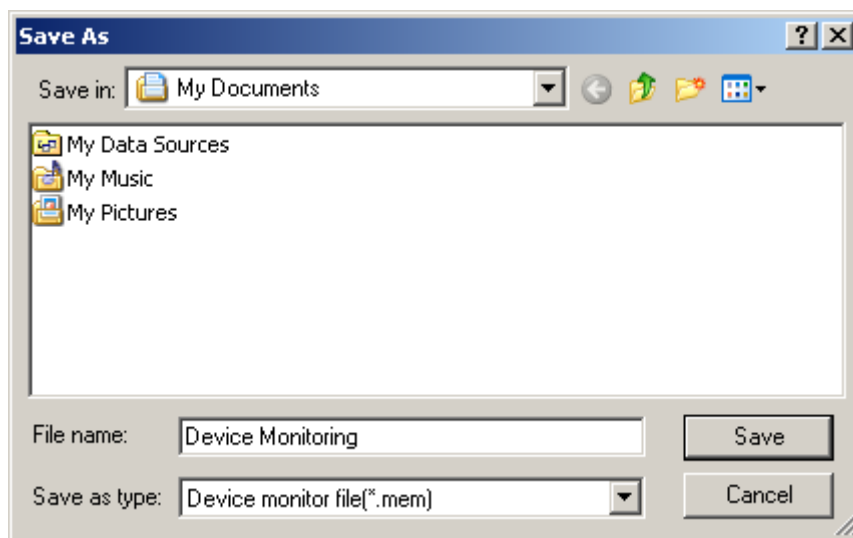 Save As
Save in: My Documents
My Data Sources
My Music
My Pictures
File name: Device Monitoring Save
Save as type: Device monitor file(*.mem) Cancel